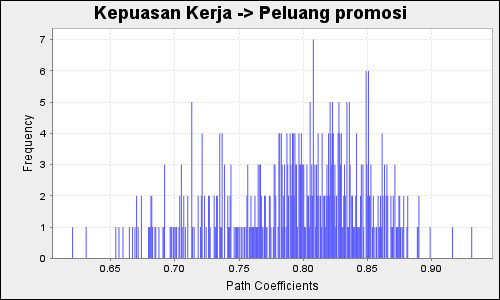 Kepuasan Kerja -> Peluang promosi
Frequency
7
6
5
4
3
2
1
0
0.65 0.70 0.75 0.80 0.85 0.90
Path Coefficients